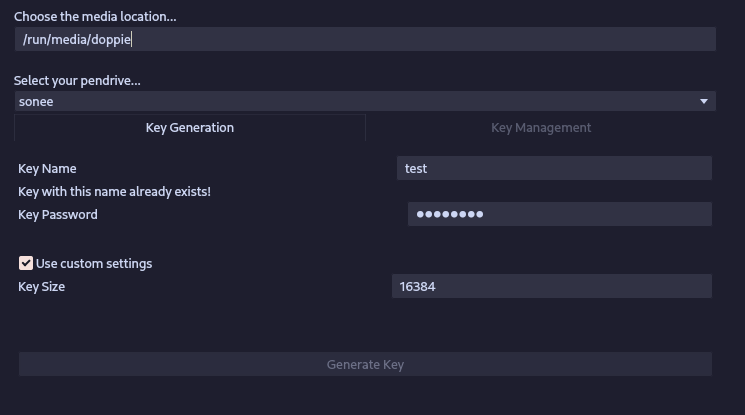 Choose the media location...
/run/media/doppie
Select your pendrive...
sonee
Key Generation Key Management
Key Name test
Key with this name already exists!
Key Password ●●●●●●●●
Use custom settings
Key Size 16384
Generate Key